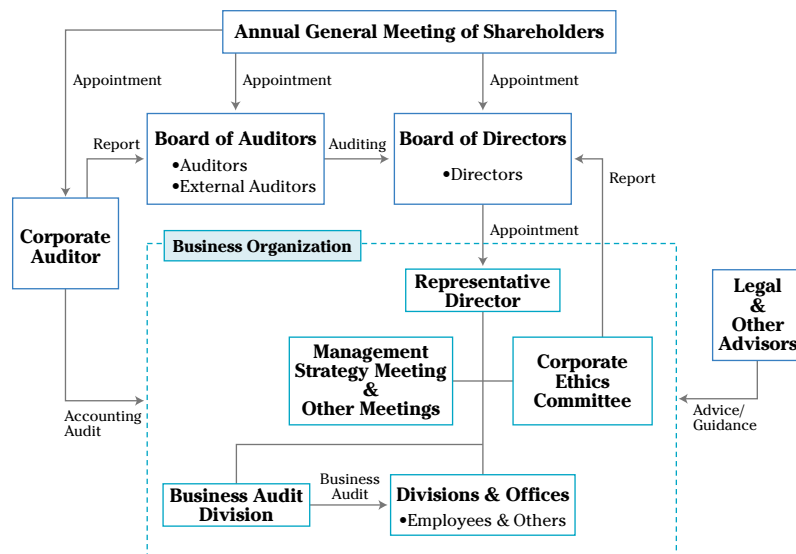 Annual General Meeting of Shareholders
Appointment
Appointment
Appointment
Board of Auditors
•Auditors
•External Auditors
Auditing
Board of Directors
•Directors
Report
Report
Corporate
Auditor
Business Organization
Appointment
Representative
Director
Legal
&
Other
Advisors
Management
Strategy Meeting
&
Other Meetings
Corporate
Ethics
Committee
Accounting
Audit
Advice/
Guidance
Business Audit
Division
Business
Audit
Divisions & Offices
•Employees & Others